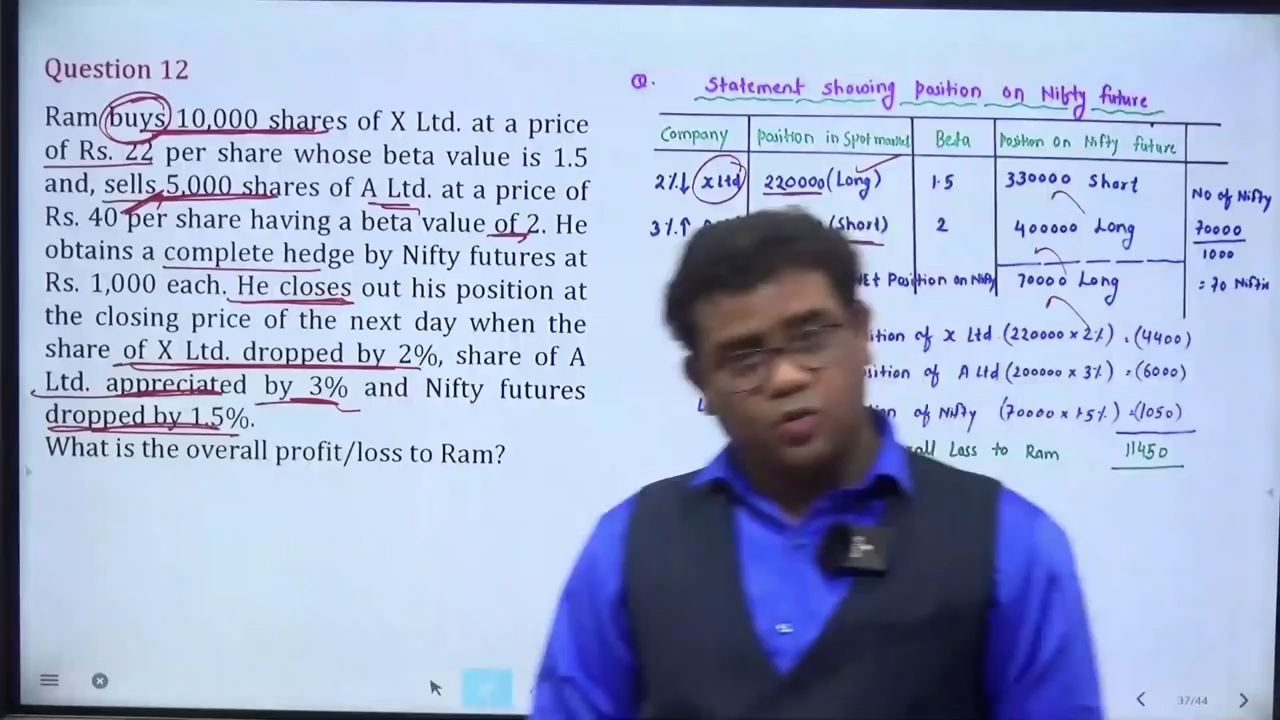 Question 12
Ram buys 10,000 shares of X Ltd. at a price
of Rs. 22 per share whose beta value is 1.5
and, sells 5,000 shares of A Ltd. at a price of
Rs. 40 per share having a beta value of 2. He
obtains a complete hedge by Nifty futures at
Rs. 1,000 each. He closes out his position at
the closing price of the next day when the
share of X Ltd. dropped by 2%, share of A
Ltd. appreciated by 3% and Nifty futures
dropped by 1.5%.
What is the overall profit/loss to Ram?
Q. Statement showing position on Nifty future
Company Position in Spot market Beta Position on Nifty future
2%↓ X Ltd 220000 (Long) 1.5 330000 Short
3%↑ (Short) 2 400000 Long
Net Position on Nifty 70000 Long
No of Nifty
70000
1000
= 70 Nifties
of X Ltd (220000 × 2%) = (4400)
of A Ltd (200000 × 3%) = (6000)
of Nifty (70000 × 1.5%) = (1050)
Loss to Ram 11450
37/44